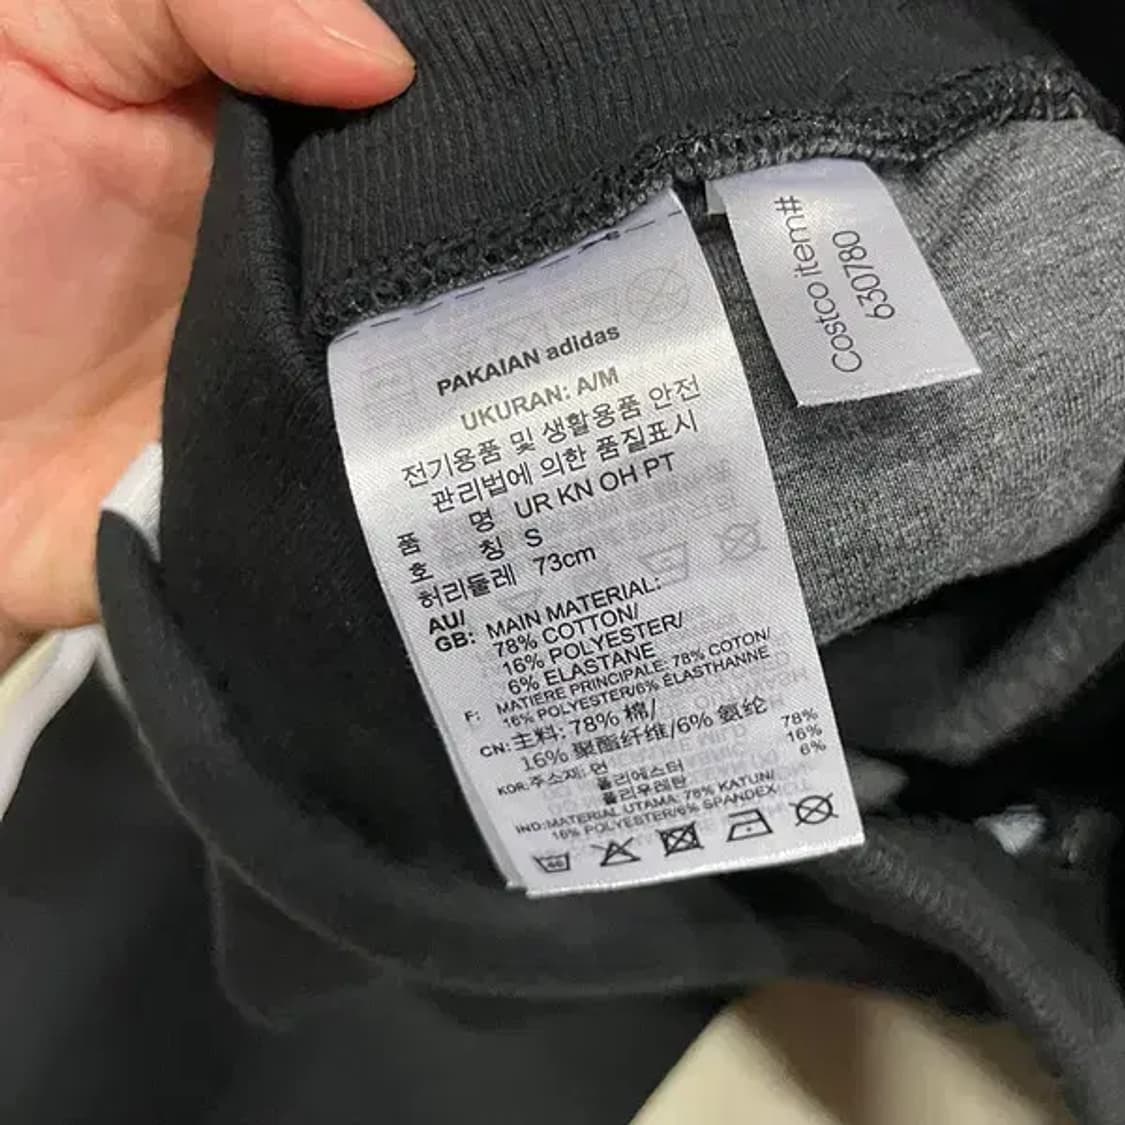 PAKAIAN adidas
UKURAN: A/M
전기용품 및 생활용품 안전
관리법에 의한 품질표시
품 명 UR KN OH PT
호 칭 S
허리둘레 73cm
AU/
GB: MAIN MATERIAL:
78% COTTON/
16% POLYESTER/
6% ELASTANE
F: MATIÈRE PRINCIPALE: 78% COTON/
16% POLYESTER/6% ÉLASTHANNE
CN: 主料: 78% 棉/
16% 聚酯纤维/6% 氨纶
KOR: 주소재: 면 78%
폴리에스터 16%
폴리우레탄 6%
IND: MATERIAL UTAMA: 78% KATUN/
16% POLYESTER/6% SPANDEX
Costco item#
630780